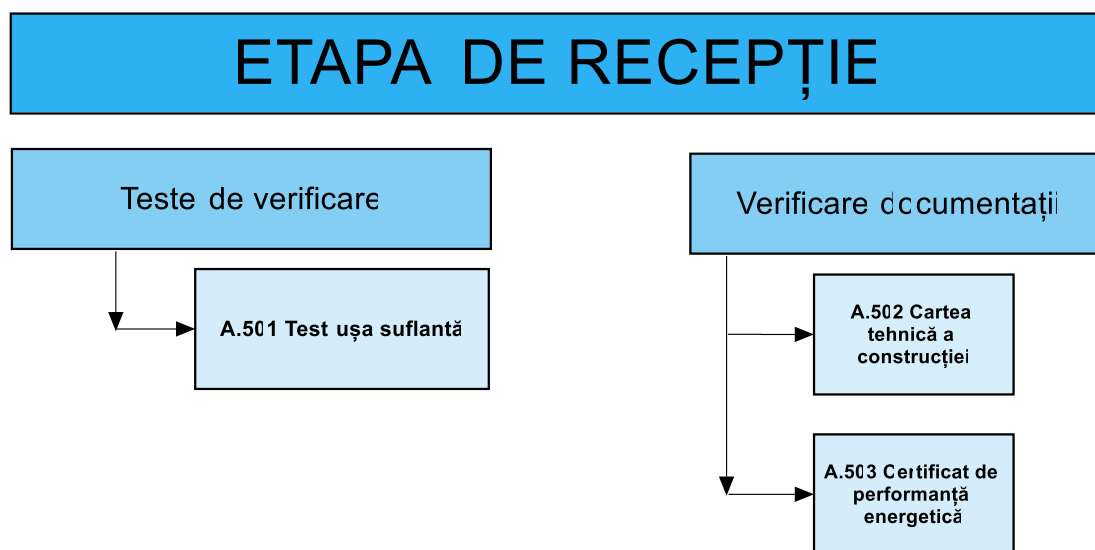 ETAPA DE RECEPȚIE
Teste de verificare
Verificare documentații
A.501 Test ușa suflantă
A.502 Cartea
tehnică a
construcției
A.503 Certificat de
performanță
energetică